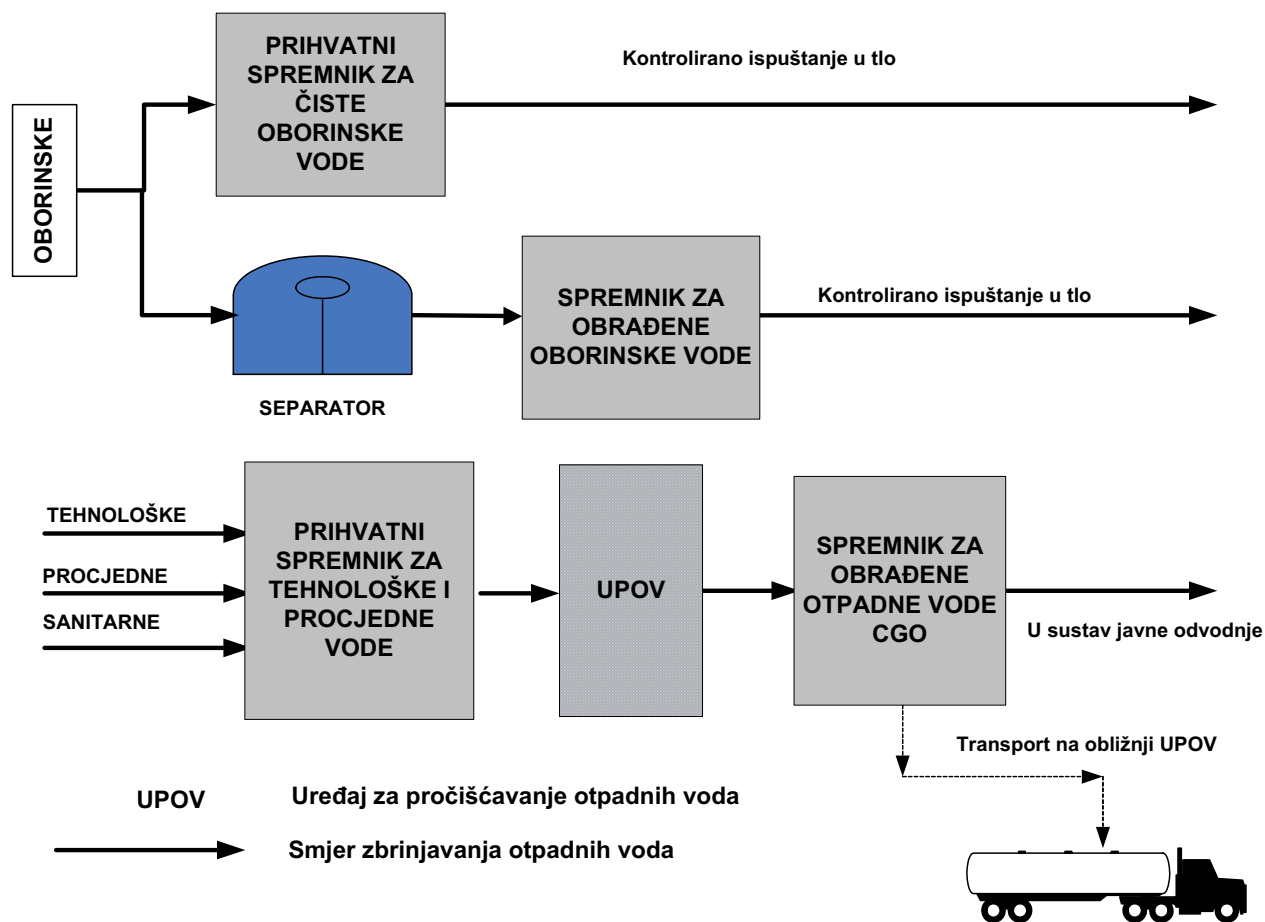 OBORINSKE
PRIHVATNI
SPREMNIK ZA
ČISTE
OBORINSKE
VODE
Kontrolirano ispuštanje u tlo
SEPARATOR
SPREMNIK ZA
OBRAĐENE
OBORINSKE VODE
Kontrolirano ispuštanje u tlo
TEHNOLOŠKE
PROCJEDNE
SANITARNE
PRIHVATNI
SPREMNIK ZA
TEHNOLOŠKE I
PROCJEDNE
VODE
UPOV
SPREMNIK ZA
OBRAĐENE
OTPADNE VODE
CGO
U sustav javne odvodnje
Transport na obližnji UPOV
UPOV Uređaj za pročišćavanje otpadnih voda
Smjer zbrinjavanja otpadnih voda